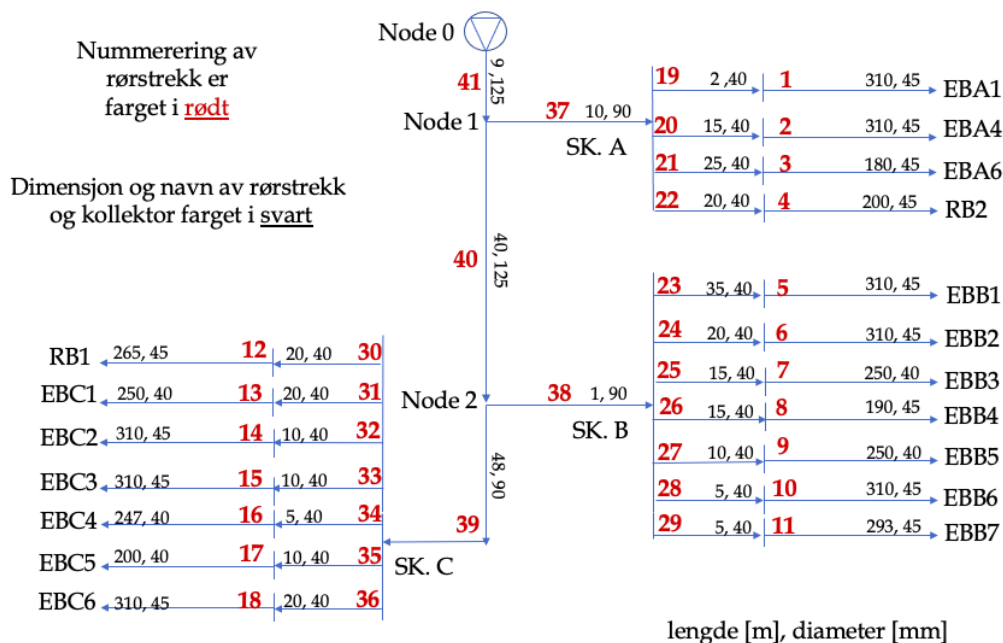 Nummerering av
rørstrekk er
farget i rødt
Dimensjon og navn av rørstrekk
og kollektor farget i svart
Node 0
41
9 ,125
Node 1
37 10, 90
SK. A
19 2 ,40 1 310, 45 EBA1
20 15, 40 2 310, 45 EBA4
21 25, 40 3 180, 45 EBA6
22 20, 40 4 200, 45 RB2
40
40, 125
23 35, 40 5 310, 45 EBB1
24 20, 40 6 310, 45 EBB2
25 15, 40 7 250, 40 EBB3
26 15, 40 8 190, 45 EBB4
27 10, 40 9 250, 40 EBB5
28 5, 40 10 310, 45 EBB6
29 5, 40 11 293, 45 EBB7
Node 2
38 1, 90
SK. B
48, 90
39
SK. C
RB1 265, 45 12 20, 40 30
EBC1 250, 40 13 20, 40 31
EBC2 310, 45 14 10, 40 32
EBC3 310, 45 15 10, 40 33
EBC4 247, 40 16 5, 40 34
EBC5 200, 40 17 10, 40 35
EBC6 310, 45 18 20, 40 36
lengde [m], diameter [mm]